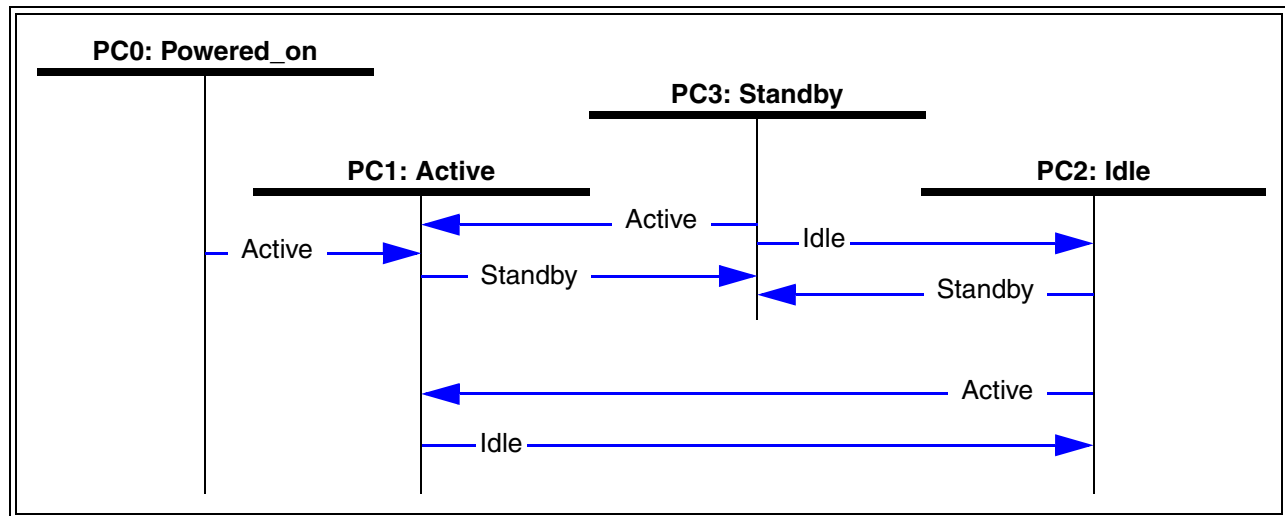 PC0: Powered_on
PC3: Standby
PC1: Active
PC2: Idle
Active
Idle
Active
Standby
Standby
Active
Idle